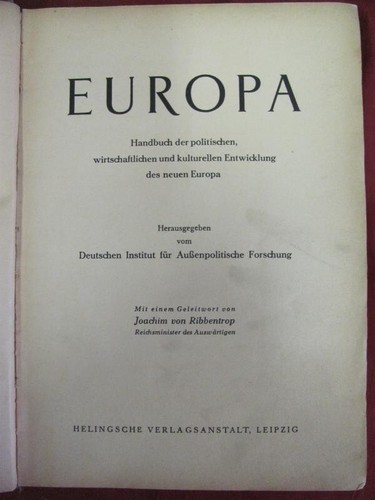 EUROPA
Handbuch der politischen,
wirtschaftlichen und kulturellen Entwicklung
des neuen Europa
Herausgegeben
vom
Deutschen Institut für Außenpolitische Forschung
Mit einem Geleitwort von
Joachim von Ribbentrop
Reichsminister des Auswärtigen
HELINGSCHE VERLAGSANSTALT, LEIPZIG